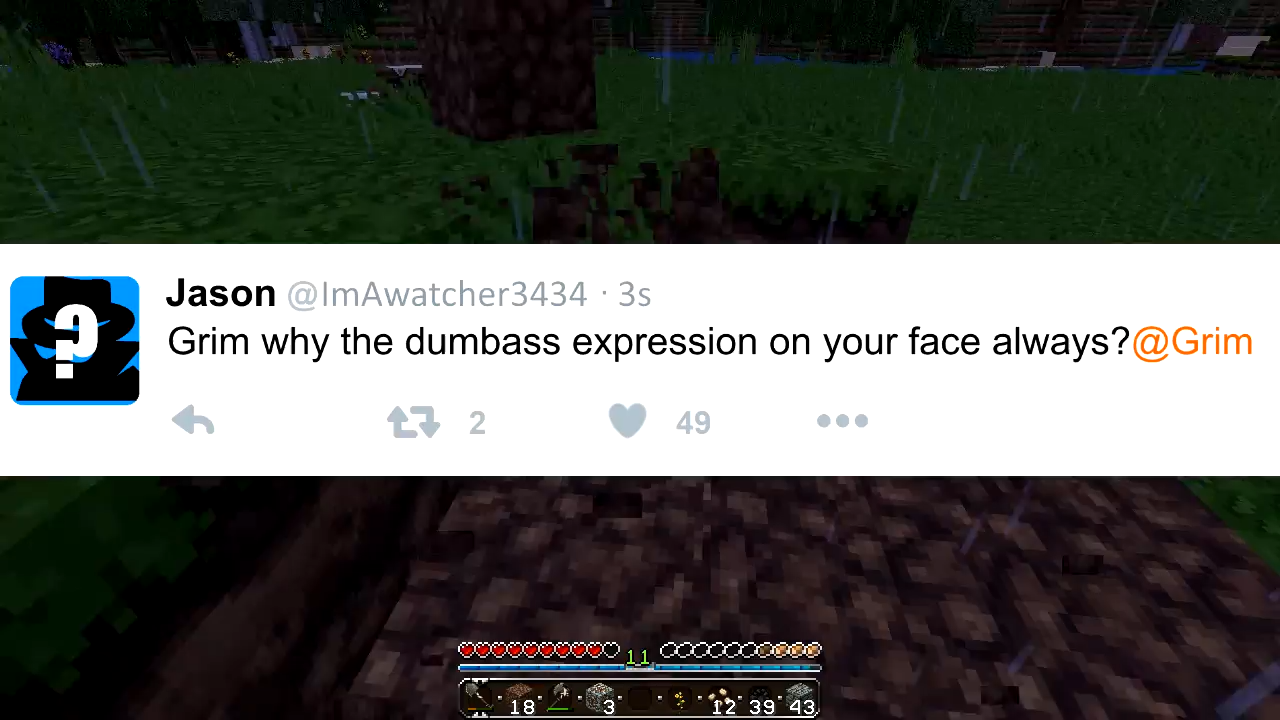 Jason @ImAwatcher3434 · 3s
Grim why the dumbass expression on your face always?@Grim
2 49
?
11
18 3 12 39 43